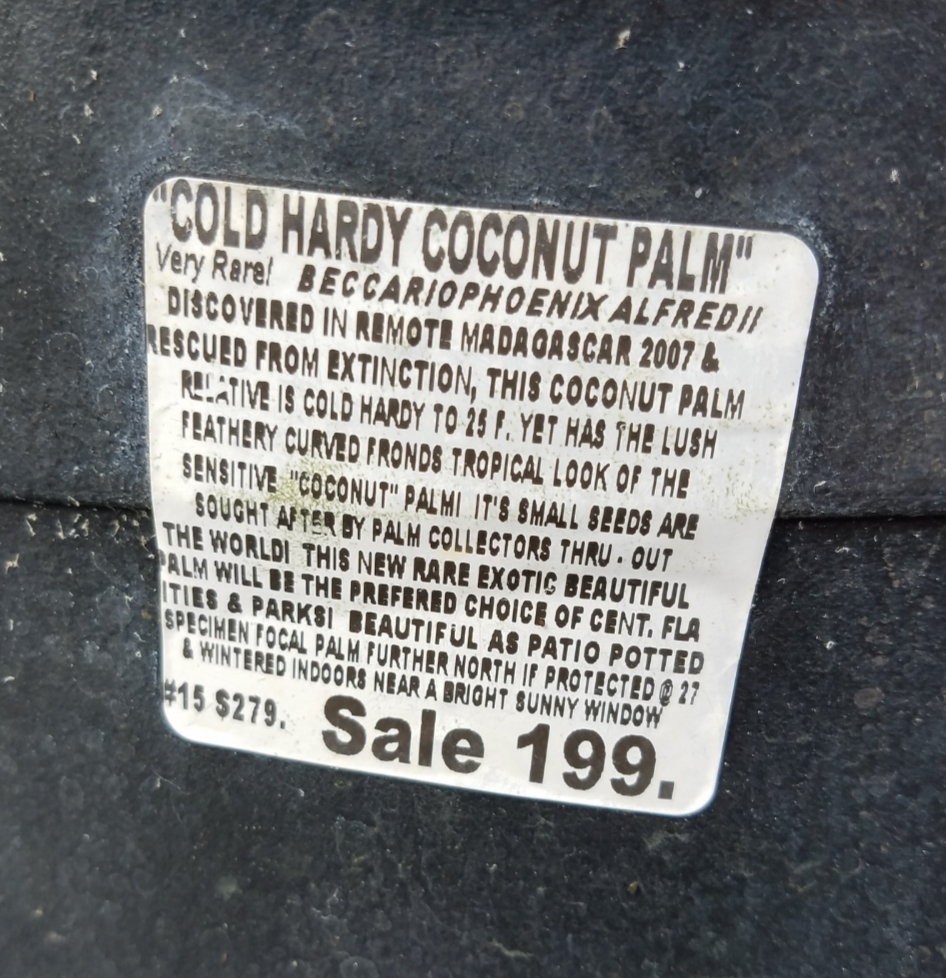 "COLD HARDY COCONUT PALM"
Very Rare! BECCARIOPHOENIX ALFREDII
DISCOVERED IN REMOTE MADAGASCAR 2007 &
RESCUED FROM EXTINCTION, THIS COCONUT PALM
RELATIVE IS COLD HARDY TO 25 F. YET HAS THE LUSH
FEATHERY CURVED FRONDS TROPICAL LOOK OF THE
SENSITIVE "COCONUT" PALM! IT'S SMALL SEEDS ARE
SOUGHT AFTER BY PALM COLLECTORS THRU - OUT
THE WORLD! THIS NEW RARE EXOTIC BEAUTIFUL
PALM WILL BE THE PREFERED CHOICE OF CENT. FLA
ITIES & PARKS! BEAUTIFUL AS PATIO POTTED
SPECIMEN FOCAL PALM FURTHER NORTH IF PROTECTED @ 27
& WINTERED INDOORS NEAR A BRIGHT SUNNY WINDOW
#15 $279. Sale 199.